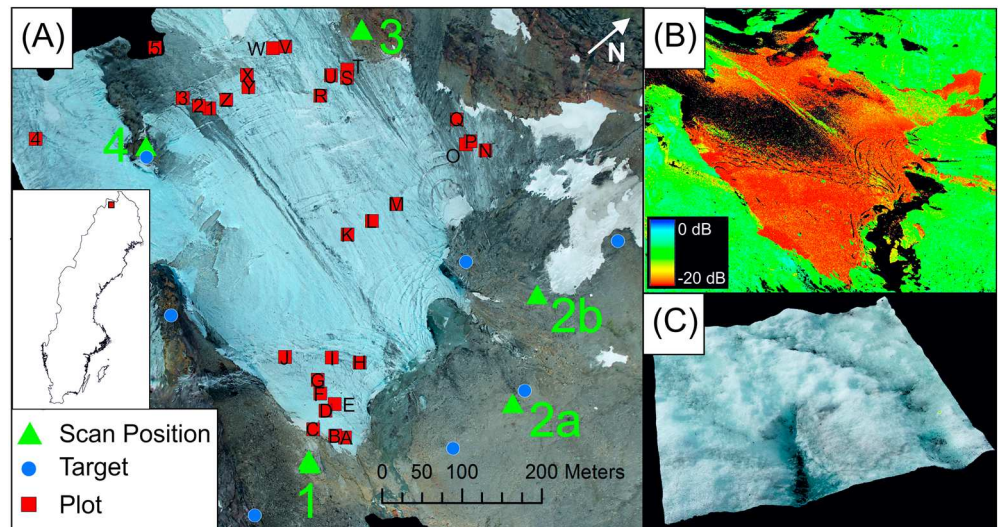 (A)
3
N
W V
T
U S
R
5
X
Y
3 2 1 Z
4
4
Q
P
O N
M
L
K
2b
J I H
G
F
E
D
C B A
2a
1
0 50 100 200 Meters
Scan Position
Target
Plot
(B)
0 dB
-20 dB
(C)